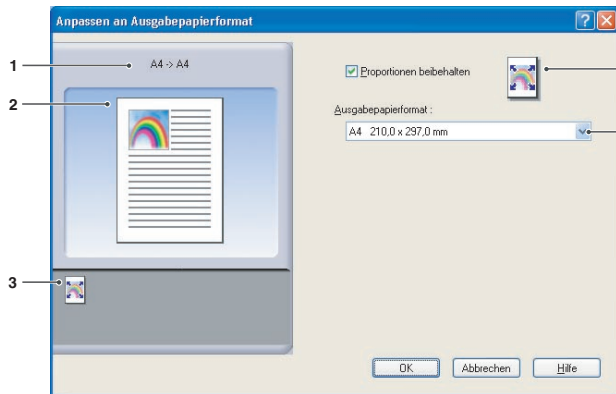 Anpassen an Ausgabepapierformat
1
A4 -> A4
2
3
Proportionen beibehalten
Ausgabepapierformat :
A4 210,0 x 297,0 mm
OK
Abbrechen
Hilfe